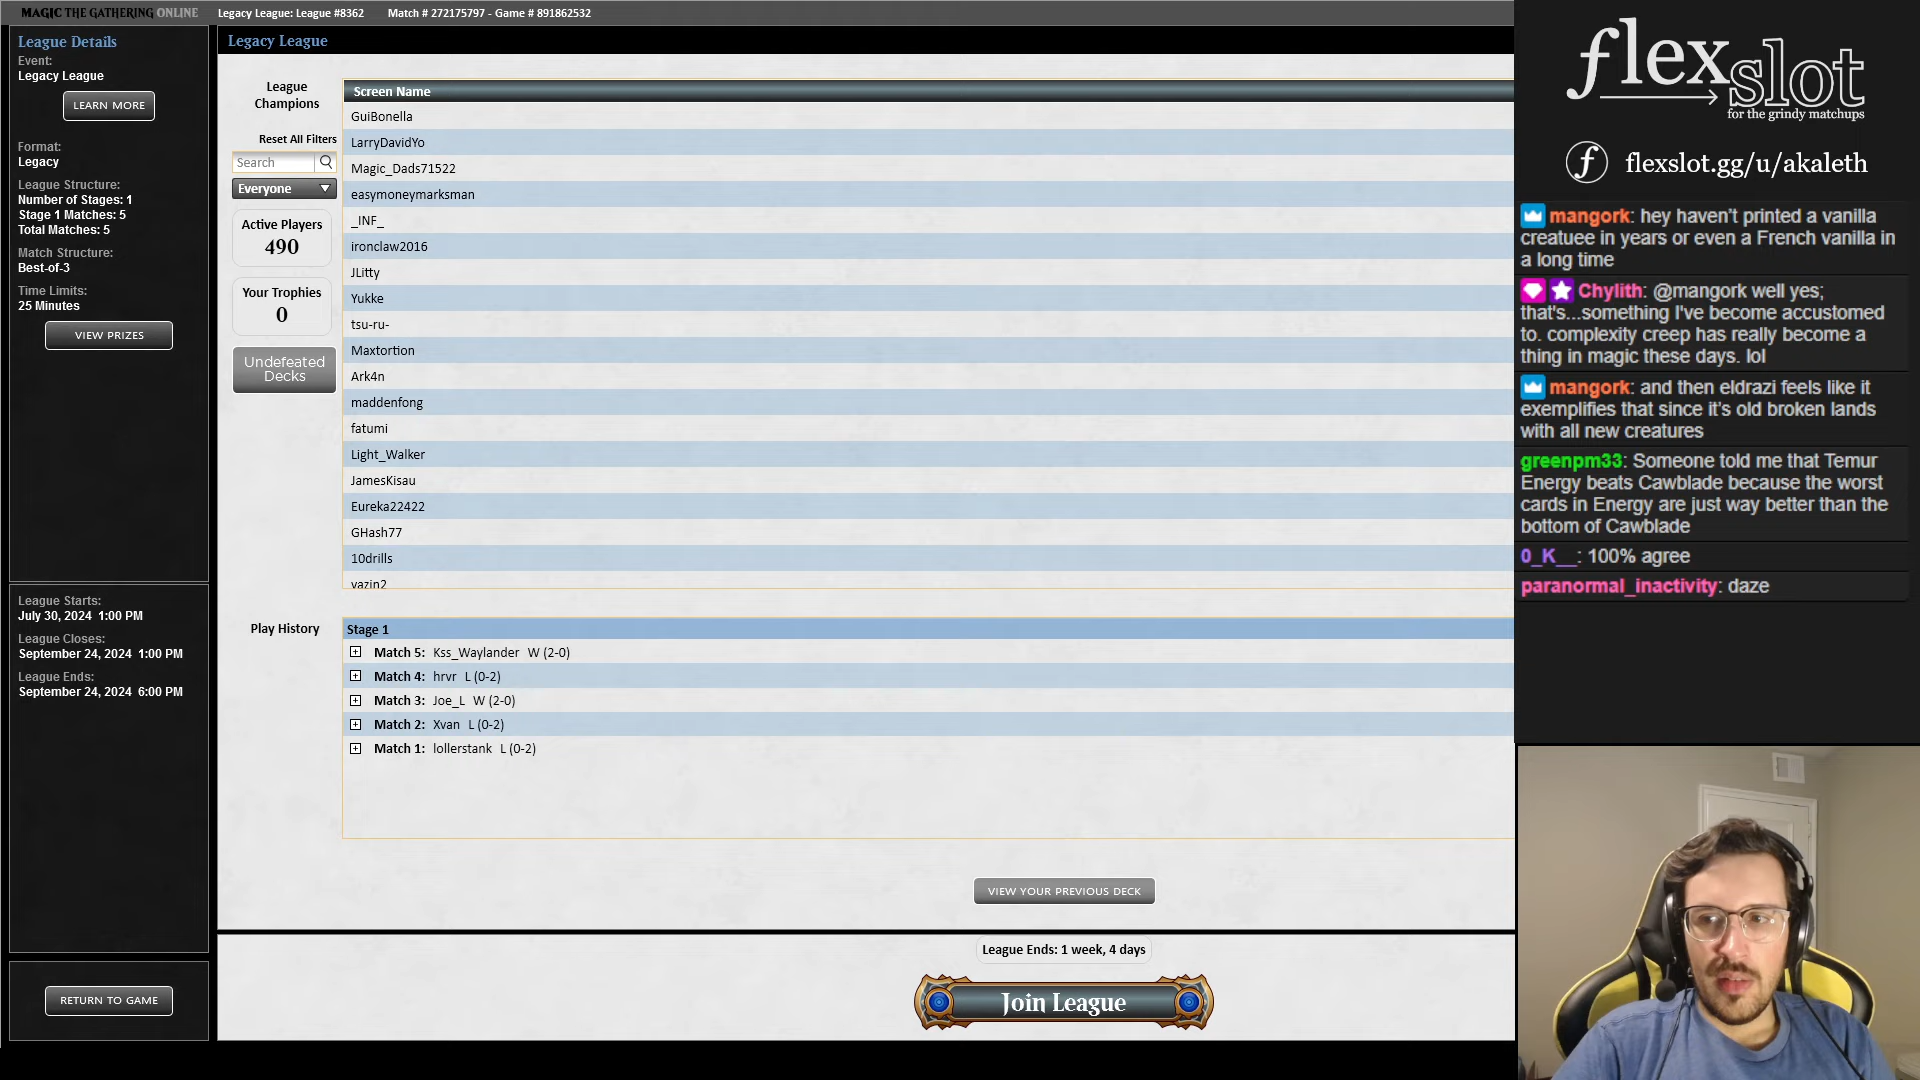 MAGIC THE GATHERING ONLINE
Legacy League: League #8362
Match # 272175797 - Game # 891862532
League Details
Event:
Legacy League
LEARN MORE
Format:
Legacy
League Structure:
Number of Stages: 1
Stage 1 Matches: 5
Total Matches: 5
Match Structure:
Best-of-3
Time Limits:
25 Minutes
VIEW PRIZES
League Starts:
July 30, 2024 1:00 PM
League Closes:
September 24, 2024 1:00 PM
League Ends:
September 24, 2024 6:00 PM
RETURN TO GAME
Legacy League
League
Champions
Reset All Filters
Search
Everyone
Active Players
490
Your Trophies
0
Undefeated
Decks
Screen Name
GuiBonella
LarryDavidYo
Magic_Dads71522
easymoneymarksman
_INF_
ironclaw2016
JLitty
Yukke
tsu-ru-
Maxtortion
Ark4n
maddenfong
fatumi
Light_Walker
JamesKisau
Eureka22422
GHash77
10drills
yazin2
Play History
Stage 1
Match 5: Kss_Waylander W (2-0)
Match 4: hrvr L (0-2)
Match 3: Joe_L W (2-0)
Match 2: Xvan L (0-2)
Match 1: lollerstank L (0-2)
VIEW YOUR PREVIOUS DECK
League Ends: 1 week, 4 days
Join League
flex
slot
for the grindy matchups
f flexslot.gg/u/akaleth
mangork: hey haven't printed a vanilla
creatuee in years or even a French vanilla in
a long time
Chylith: @mangork well yes;
that's...something I've become accustomed
to. complexity creep has really become a
thing in magic these days. lol
mangork: and then eldrazi feels like it
exemplifies that since it's old broken lands
with all new creatures
greenpm33: Someone told me that Temur
Energy beats Cawblade because the worst
cards in Energy are just way better than the
bottom of Cawblade
0_K__: 100% agree
paranormal_inactivity: daze